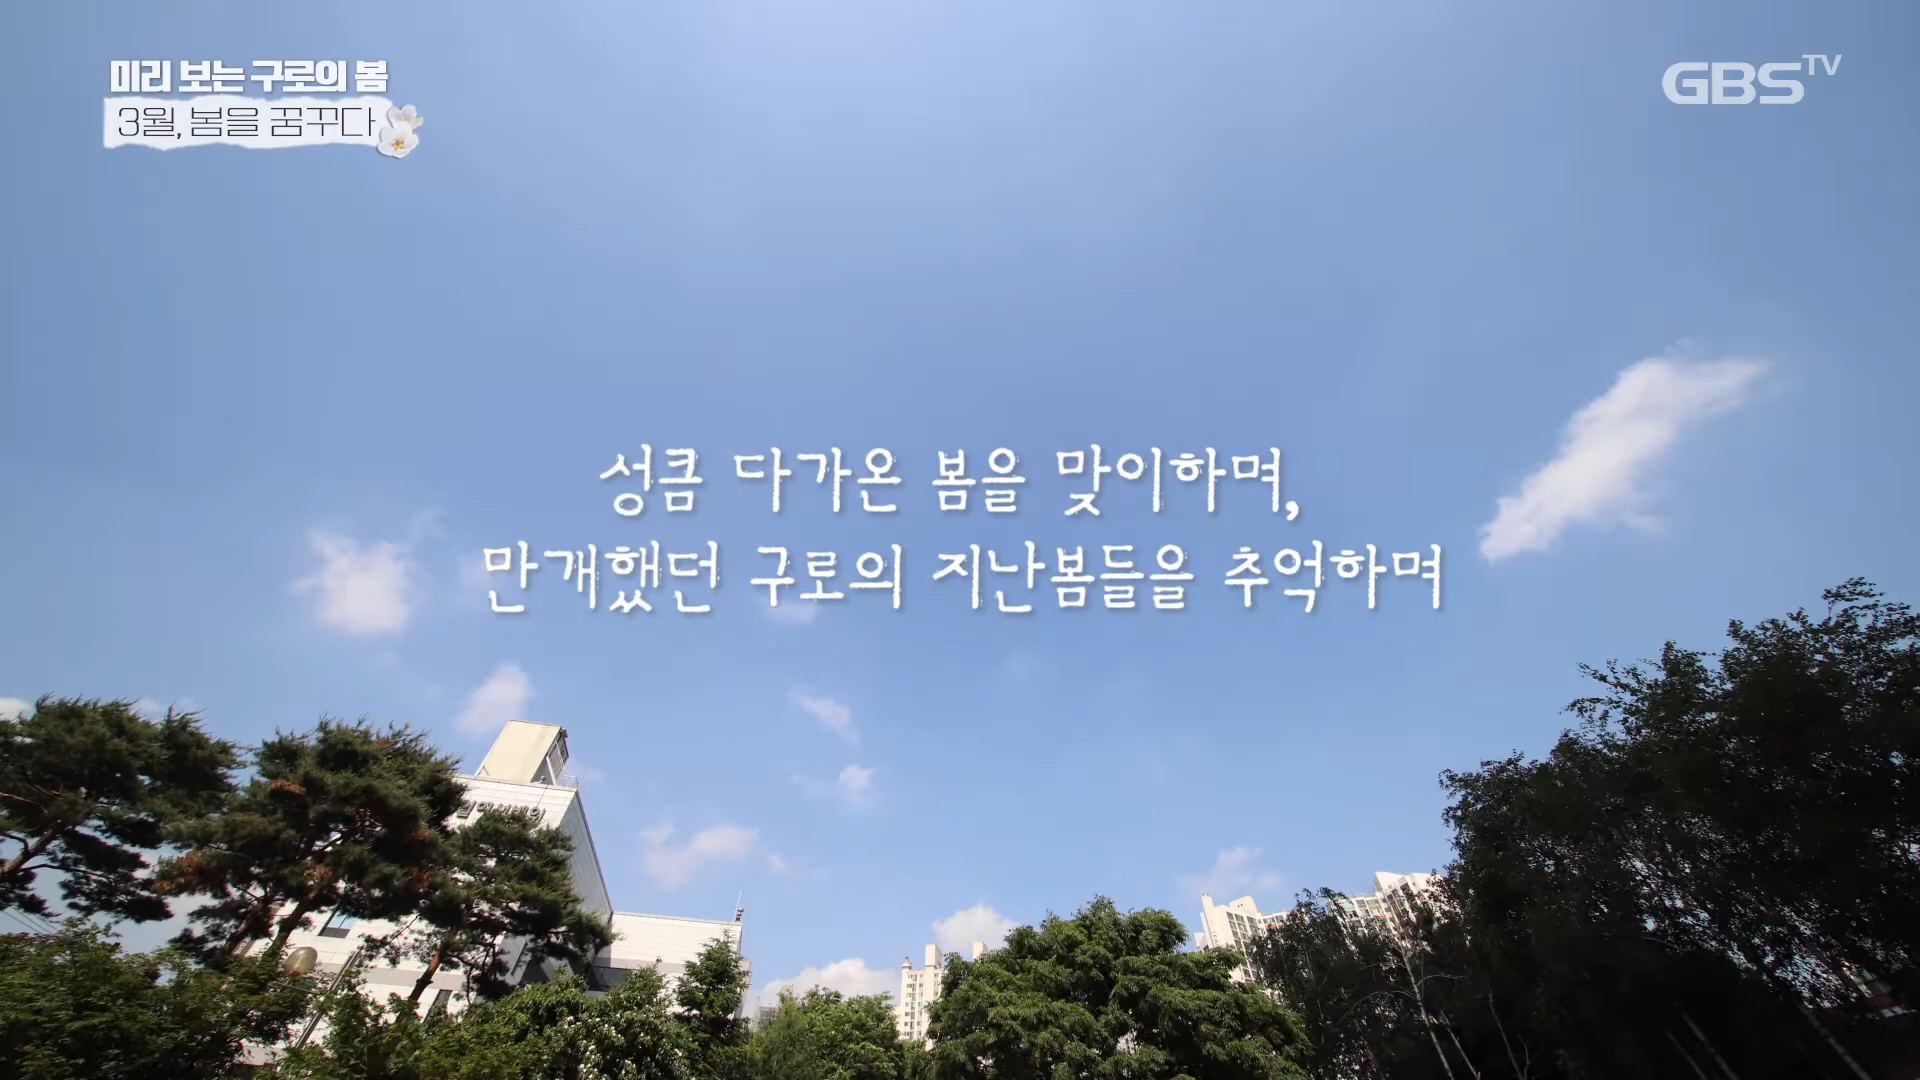 미리 보는 구로의 봄
3월, 봄을 꿈꾸다
GBS TV
성큼 다가온 봄을 맞이하며,
만개했던 구로의 지난봄들을 추억하며